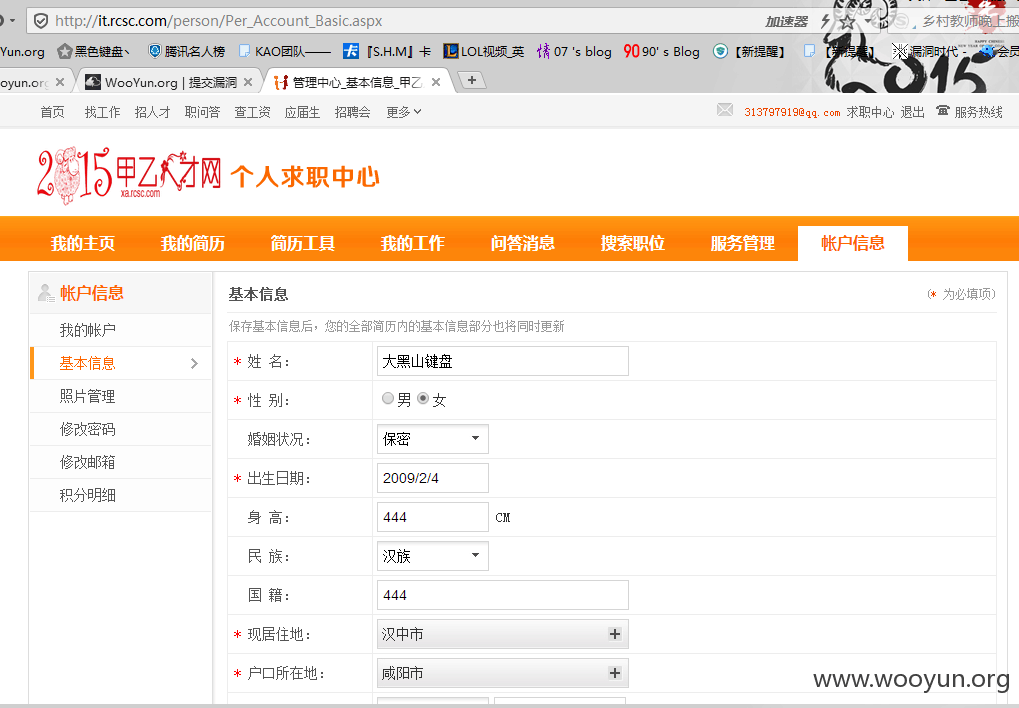 http://it.rcsc.com/person/Per_Account_Basic.aspx 加速器 乡村教师晚上搬
Yun.org 黑色键盘丶 腾讯名人榜 KAO团队—— 『S.H.M』卡 LOL视频_英 07 's blog 90' s Blog 【新提醒】 【新提醒】 漏洞时代 - 会员
oyun.org WooYun.org | 提交漏洞 管理中心_基本信息_甲乙
2015
首页 找工作 招人才 职问答 查工资 应届生 招聘会 更多 313797919@qq.com 求职中心 退出 服务热线
2015甲乙人才网 个人求职中心
xa.rcsc.com
我的主页 我的简历 简历工具 我的工作 问答消息 搜索职位 服务管理 帐户信息
帐户信息
我的帐户
基本信息
照片管理
修改密码
修改邮箱
积分明细
基本信息 (* 为必填项)
保存基本信息后，您的全部简历内的基本信息部分也将同时更新
* 姓 名： 大黑山键盘
* 性 别： 男 女
婚姻状况： 保密
* 出生日期： 2009/2/4
身 高： 444 CM
民 族： 汉族
国 籍： 444
* 现居住地： 汉中市 +
* 户口所在地： 咸阳市 +
www.wooyun.org